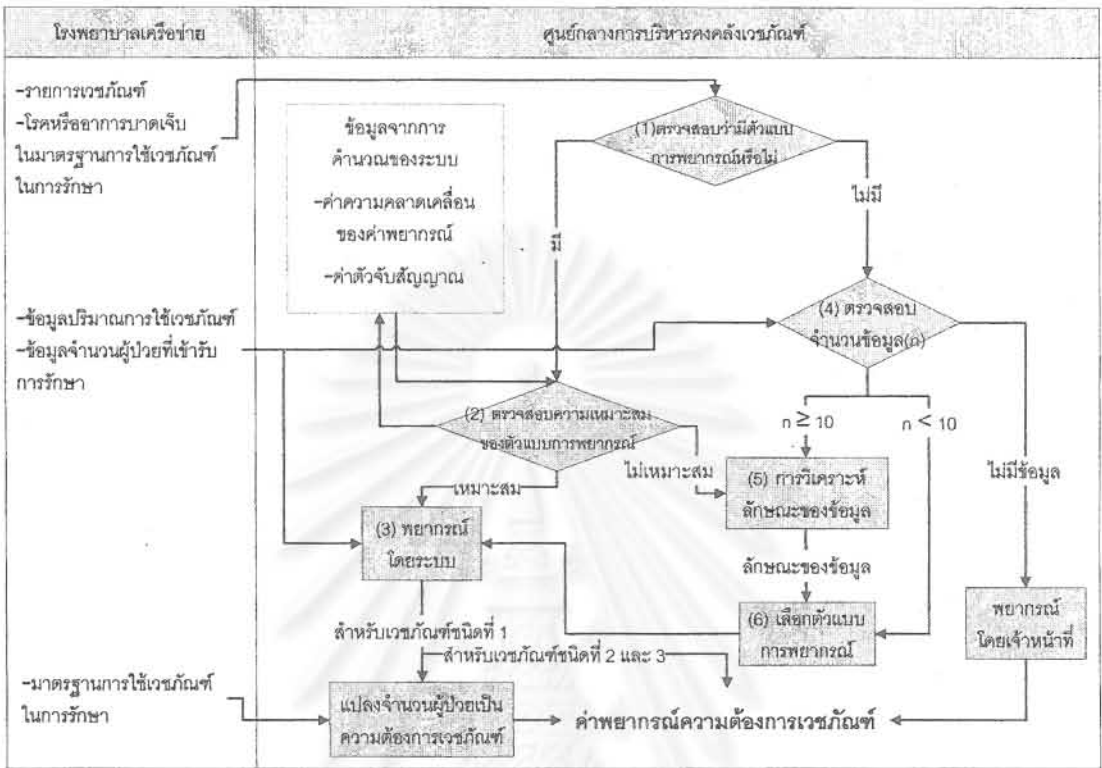 โรงพยาบาลเครือข่าย
ศูนย์กลางการบริหารคงคลังเวชภัณฑ์
-รายการเวชภัณฑ์
-โรคหรืออาการบาดเจ็บ
ในมาตรฐานการใช้เวชภัณฑ์
ในการรักษา
ข้อมูลจากการ
คำนวณของระบบ
-ค่าความคลาดเคลื่อน
ของค่าพยากรณ์
-ค่าตัวจับสัญญาณ
(1)ตรวจสอบว่ามีตัวแบบ
การพยากรณ์หรือไม่
มี
ไม่มี
-ข้อมูลปริมาณการใช้เวชภัณฑ์
-ข้อมูลจำนวนผู้ป่วยที่เข้ารับ
การรักษา
(4) ตรวจสอบ
จำนวนข้อมูล(n)
(2) ตรวจสอบความเหมาะสม
ของตัวแบบการพยากรณ์
n ≥ 10
n < 10
ไม่มีข้อมูล
ไม่เหมาะสม
เหมาะสม
(5) การวิเคราะห์
ลักษณะของข้อมูล
(3) พยากรณ์
โดยระบบ
ลักษณะของข้อมูล
(6) เลือกตัวแบบ
การพยากรณ์
พยากรณ์
โดยเจ้าหน้าที่
สำหรับเวชภัณฑ์ชนิดที่ 1
สำหรับเวชภัณฑ์ชนิดที่ 2 และ 3
-มาตรฐานการใช้เวชภัณฑ์
ในการรักษา
แปลงจำนวนผู้ป่วยเป็น
ความต้องการเวชภัณฑ์
ค่าพยากรณ์ความต้องการเวชภัณฑ์